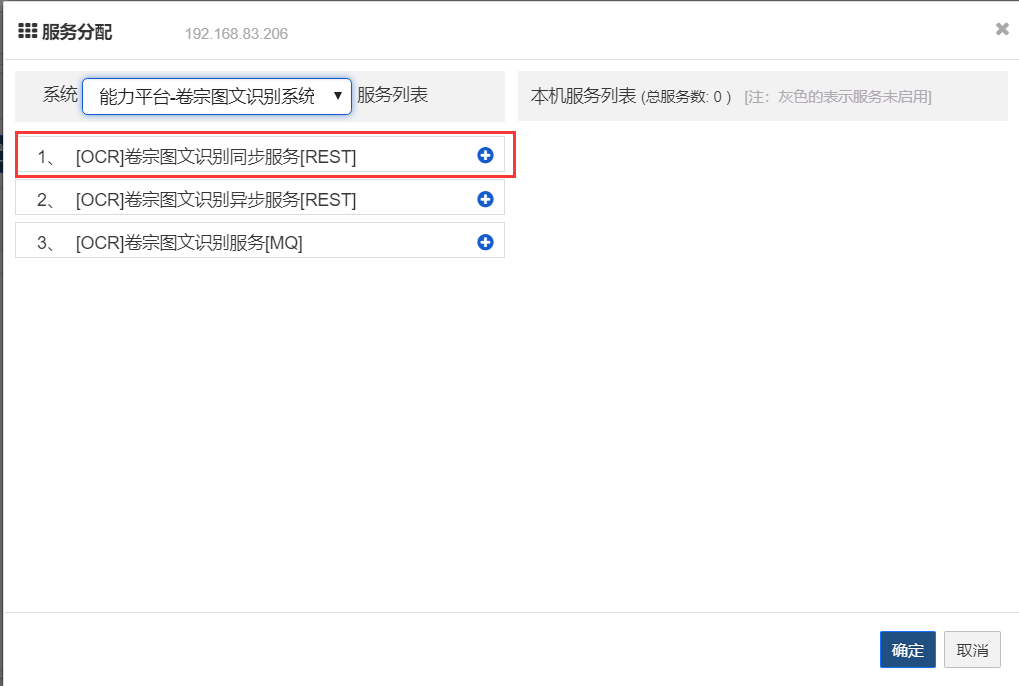 服务分配 192.168.83.206
系统 能力平台-卷宗图文识别系统 服务列表
本机服务列表 (总服务数: 0 ) [注：灰色的表示服务未启用]
1、 [OCR]卷宗图文识别同步服务[REST]
2、 [OCR]卷宗图文识别异步服务[REST]
3、 [OCR]卷宗图文识别服务[MQ]
确定 取消